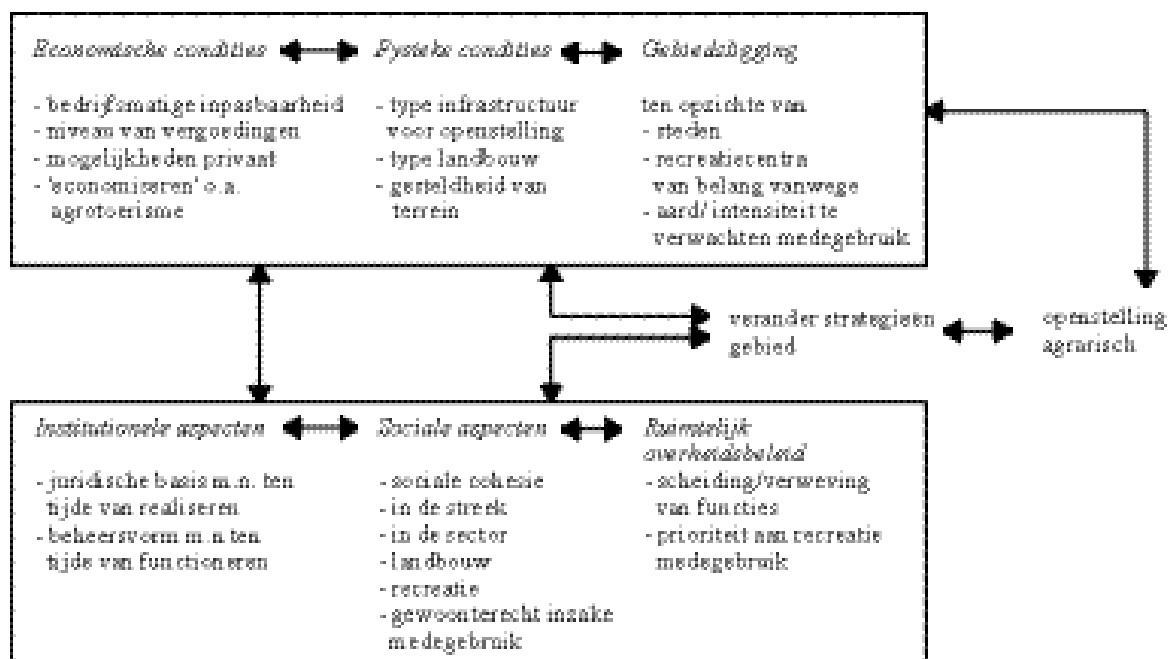 Economische condities
- bedrijfsmatige inpasbaarheid
- niveau van vergoedingen
- mogelijkheden privaat
- 'economiseren' o.a.
agrotoerisme
Fysieke condities
- type infrastructuur
voor openstelling
- type landbouw
- gesteldheid van
terrein
Gebiedsligging
ten opzichte van
- steden
- recreatiecentra
van belang vanwege
- aard/ intensiteit te
verwachten medegebruik
verander strategieën
gebied
openstelling
agrarisch
Institutionele aspecten
- juridische basis m.n. ten
tijde van realiseren
- beheersvorm m.n ten
tijde van functioneren
Sociale aspecten
- sociale cohesie
- in de streek
- in de sector
- landbouw
- recreatie
- gewoonterecht inzake
medegebruik
Ruimtelijk
overheidsbeleid
- scheiding/verweving
van functies
- prioriteit aan recreatie
medegebruik